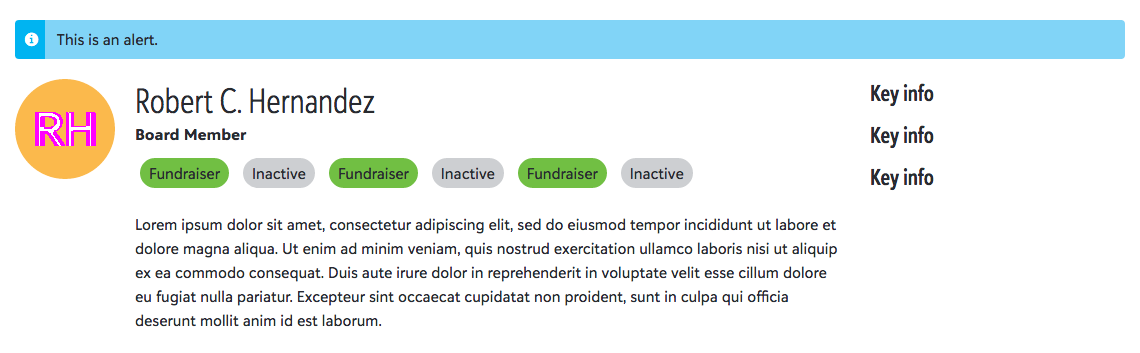 This is an alert.
RH
Robert C. Hernandez
Board Member
Fundraiser Inactive Fundraiser Inactive Fundraiser Inactive
Lorem ipsum dolor sit amet, consectetur adipiscing elit, sed do eiusmod tempor incididunt ut labore et
dolore magna aliqua. Ut enim ad minim veniam, quis nostrud exercitation ullamco laboris nisi ut aliquip
ex ea commodo consequat. Duis aute irure dolor in reprehenderit in voluptate velit esse cillum dolore
eu fugiat nulla pariatur. Excepteur sint occaecat cupidatat non proident, sunt in culpa qui officia
deserunt mollit anim id est laborum.
Key info
Key info
Key info